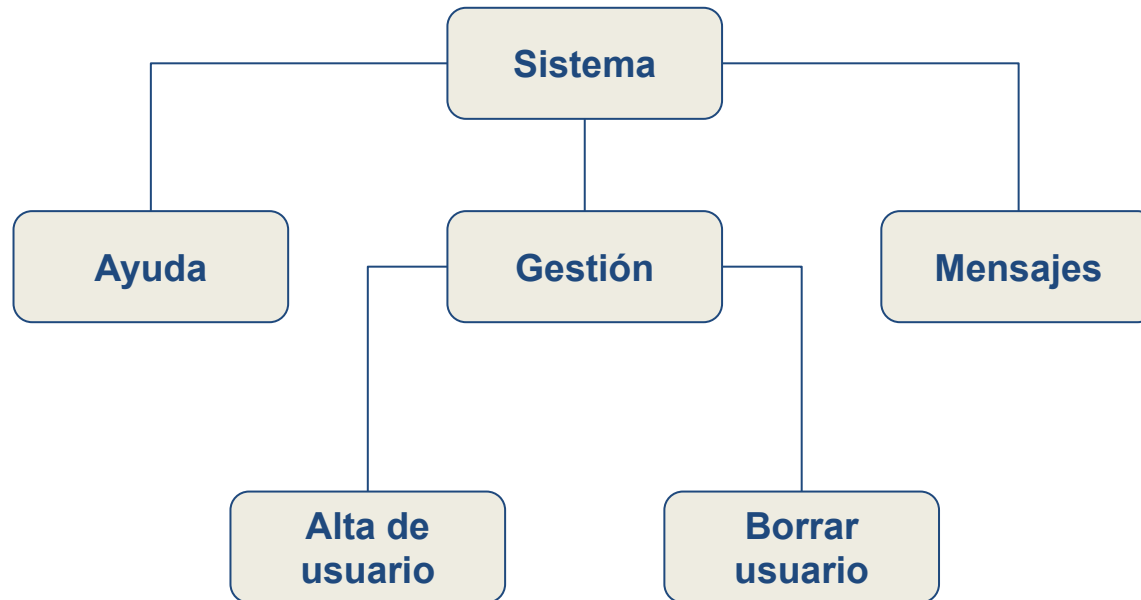 Sistema
Ayuda
Gestión
Mensajes
Alta de
usuario
Borrar
usuario